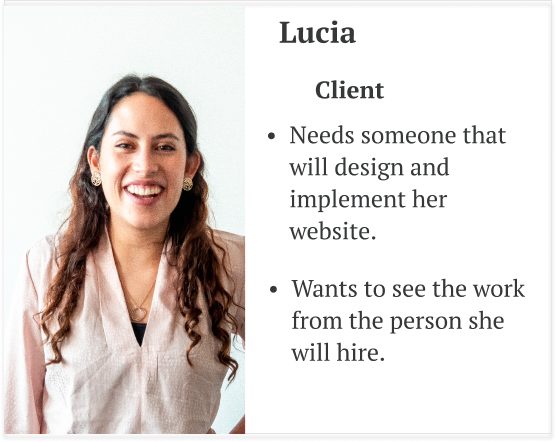 Lucia
Client
• Needs someone that
will design and
implement her
website.
• Wants to see the work
from the person she
will hire.